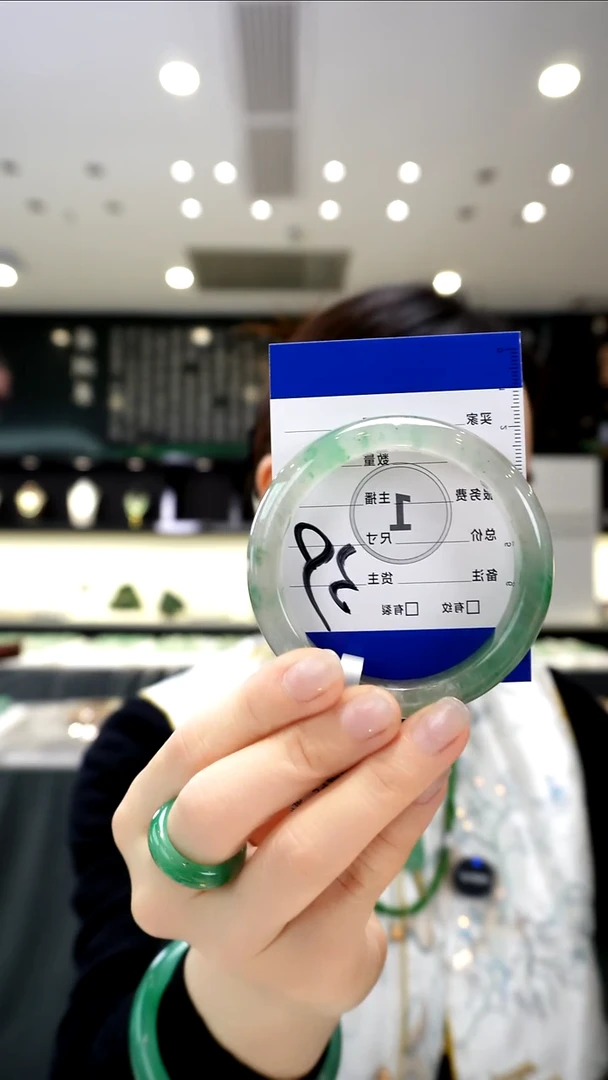 买家
数量
服务费 主播
1
总价 尺寸
备注 货主
□有纹 □有裂